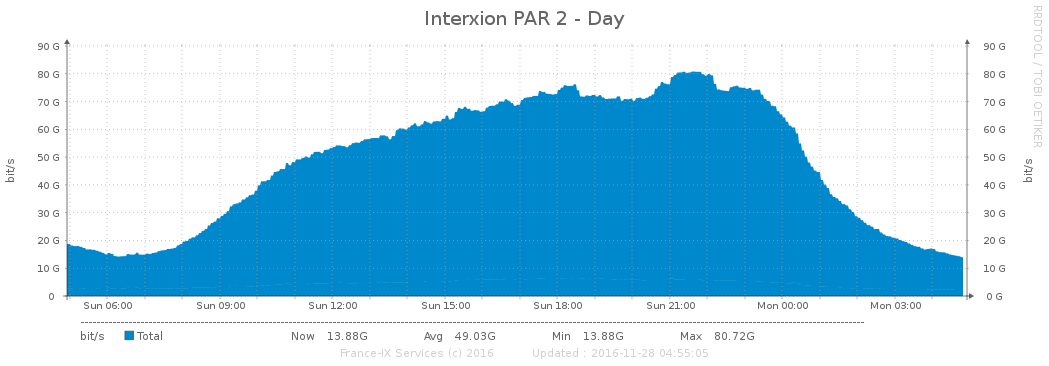 Interxion PAR 2 - Day
RRDTOOL / TOBI OETIKER
90 G 90 G
80 G 80 G
70 G 70 G
60 G 60 G
50 G 50 G
40 G 40 G
30 G 30 G
20 G 20 G
10 G 10 G
0 0 G
bit/s bit/s
Sun 06:00 Sun 09:00 Sun 12:00 Sun 15:00 Sun 18:00 Sun 21:00 Mon 00:00 Mon 03:00
bit/s Total Now 13.88G Avg 49.03G Min 13.88G Max 80.72G
France-IX Services (c) 2016 Updated : 2016-11-28 04:55:05